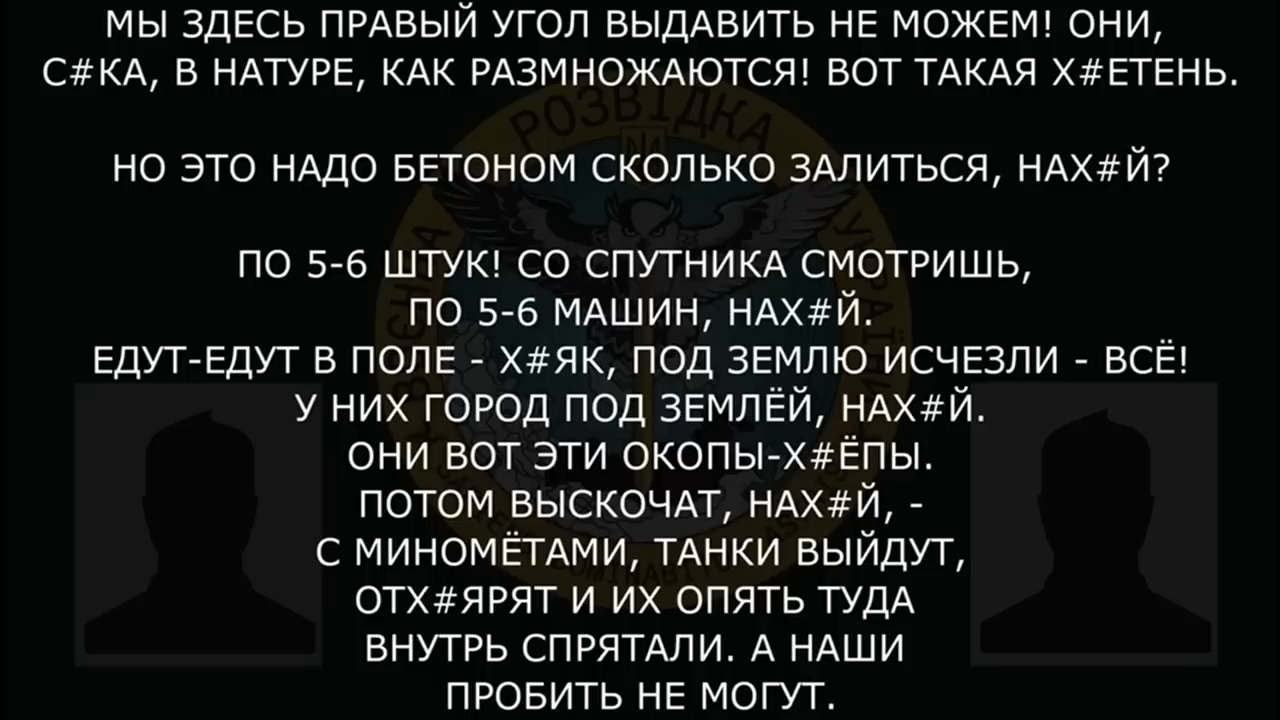 МЫ ЗДЕСЬ ПРАВЫЙ УГОЛ ВЫДАВИТЬ НЕ МОЖЕМ! ОНИ,
С#КА, В НАТУРЕ, КАК РАЗМНОЖАЮТСЯ! ВОТ ТАКАЯ Х#ЕТЕНЬ.
НО ЭТО НАДО БЕТОНОМ СКОЛЬКО ЗАЛИТЬСЯ, НАХ#Й?
ПО 5-6 ШТУК! СО СПУТНИКА СМОТРИШЬ,
ПО 5-6 МАШИН, НАХ#Й.
ЕДУТ-ЕДУТ В ПОЛЕ - Х#ЯК, ПОД ЗЕМЛЮ ИСЧЕЗЛИ - ВСЁ!
У НИХ ГОРОД ПОД ЗЕМЛЁЙ, НАХ#Й.
ОНИ ВОТ ЭТИ ОКОПЫ-Х#ЁПЫ.
ПОТОМ ВЫСКОЧАТ, НАХ#Й, -
С МИНОМЁТАМИ, ТАНКИ ВЫЙДУТ,
ОТХ#ЯРЯТ И ИХ ОПЯТЬ ТУДА
ВНУТРЬ СПРЯТАЛИ. А НАШИ
ПРОБИТЬ НЕ МОГУТ.
РОЗВІДКА
УКРАЇНИ